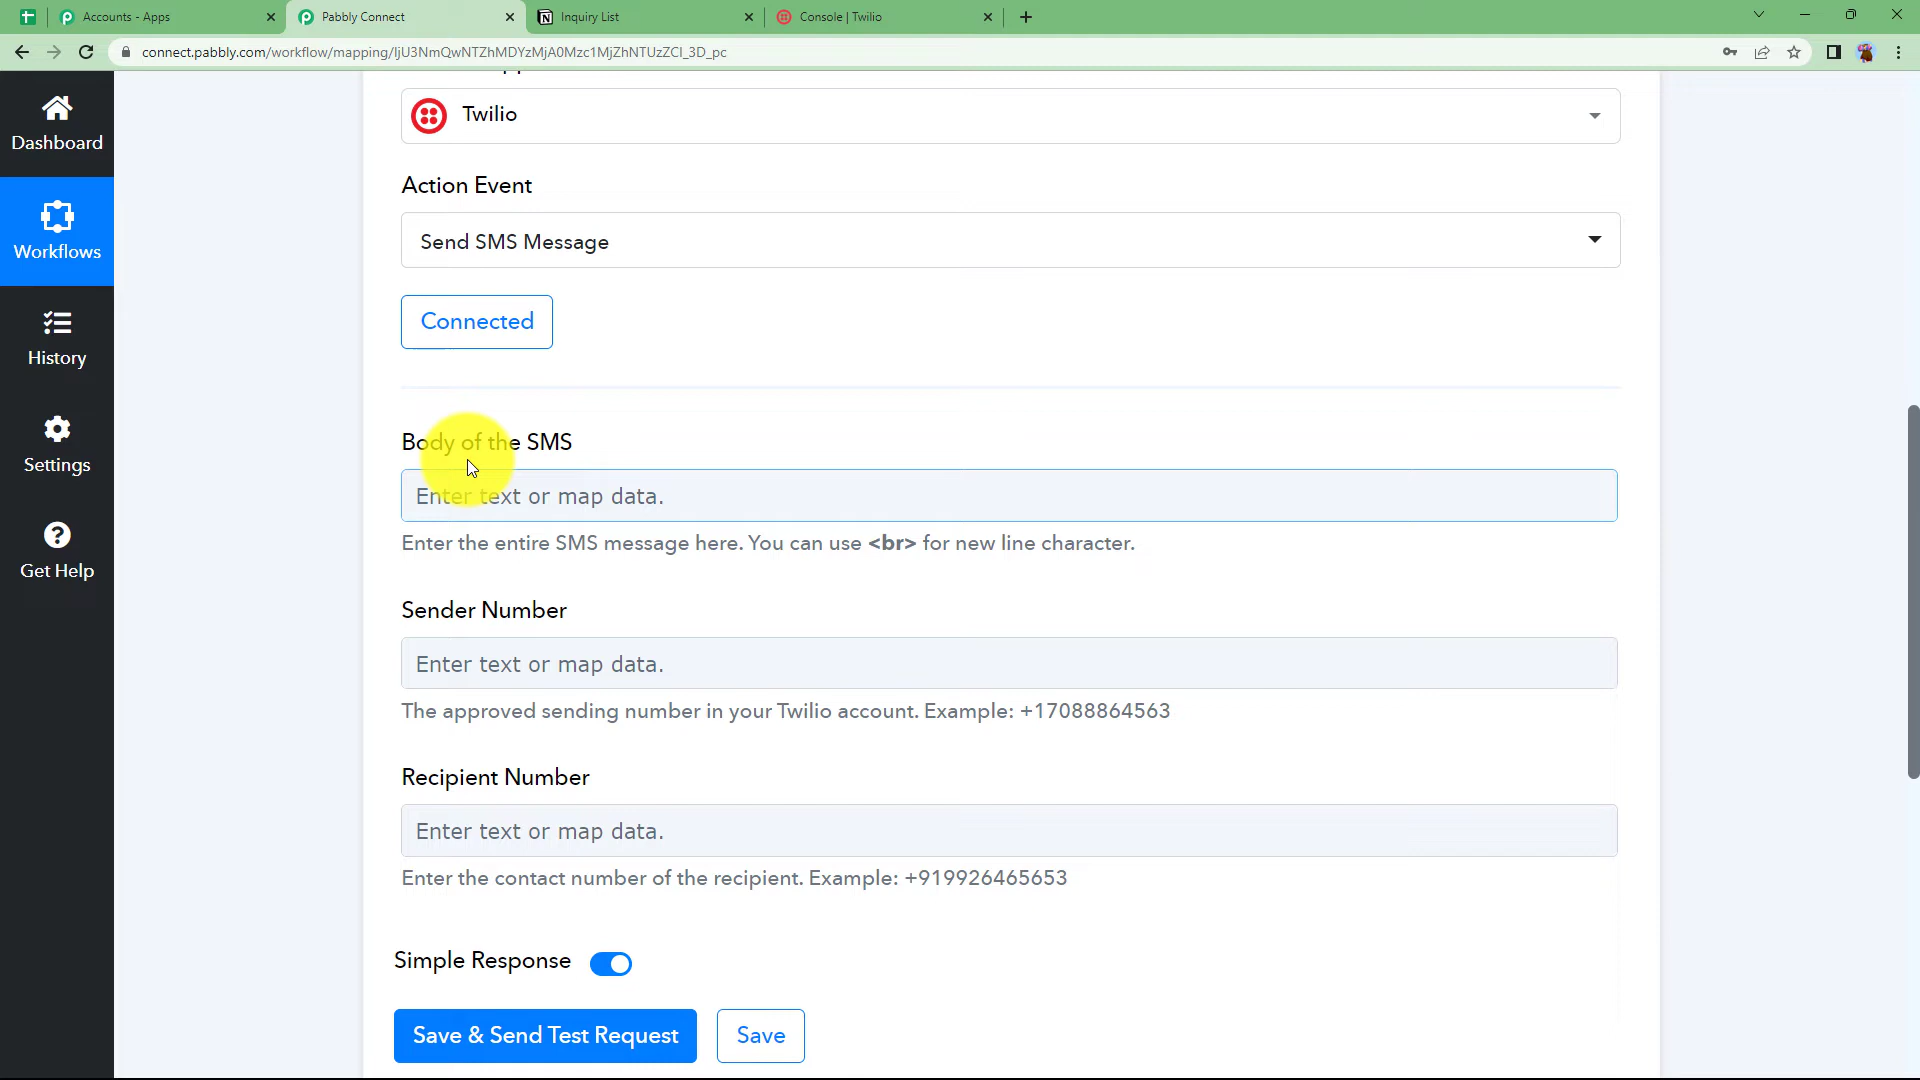 Accounts - Apps
Pabbly Connect
Inquiry List
Console | Twilio
connect.pabbly.com/workflow/mapping/IjU3NmQwNTZhMDYzMjA0Mzc1MjZhNTUzZCI_3D_pc
Dashboard
Workflows
History
Settings
Get Help
Twilio
Action Event
Send SMS Message
Connected
Body of the SMS
Enter text or map data.
Enter the entire SMS message here. You can use <br> for new line character.
Sender Number
Enter text or map data.
The approved sending number in your Twilio account. Example: +17088864563
Recipient Number
Enter text or map data.
Enter the contact number of the recipient. Example: +919926465653
Simple Response
Save & Send Test Request
Save